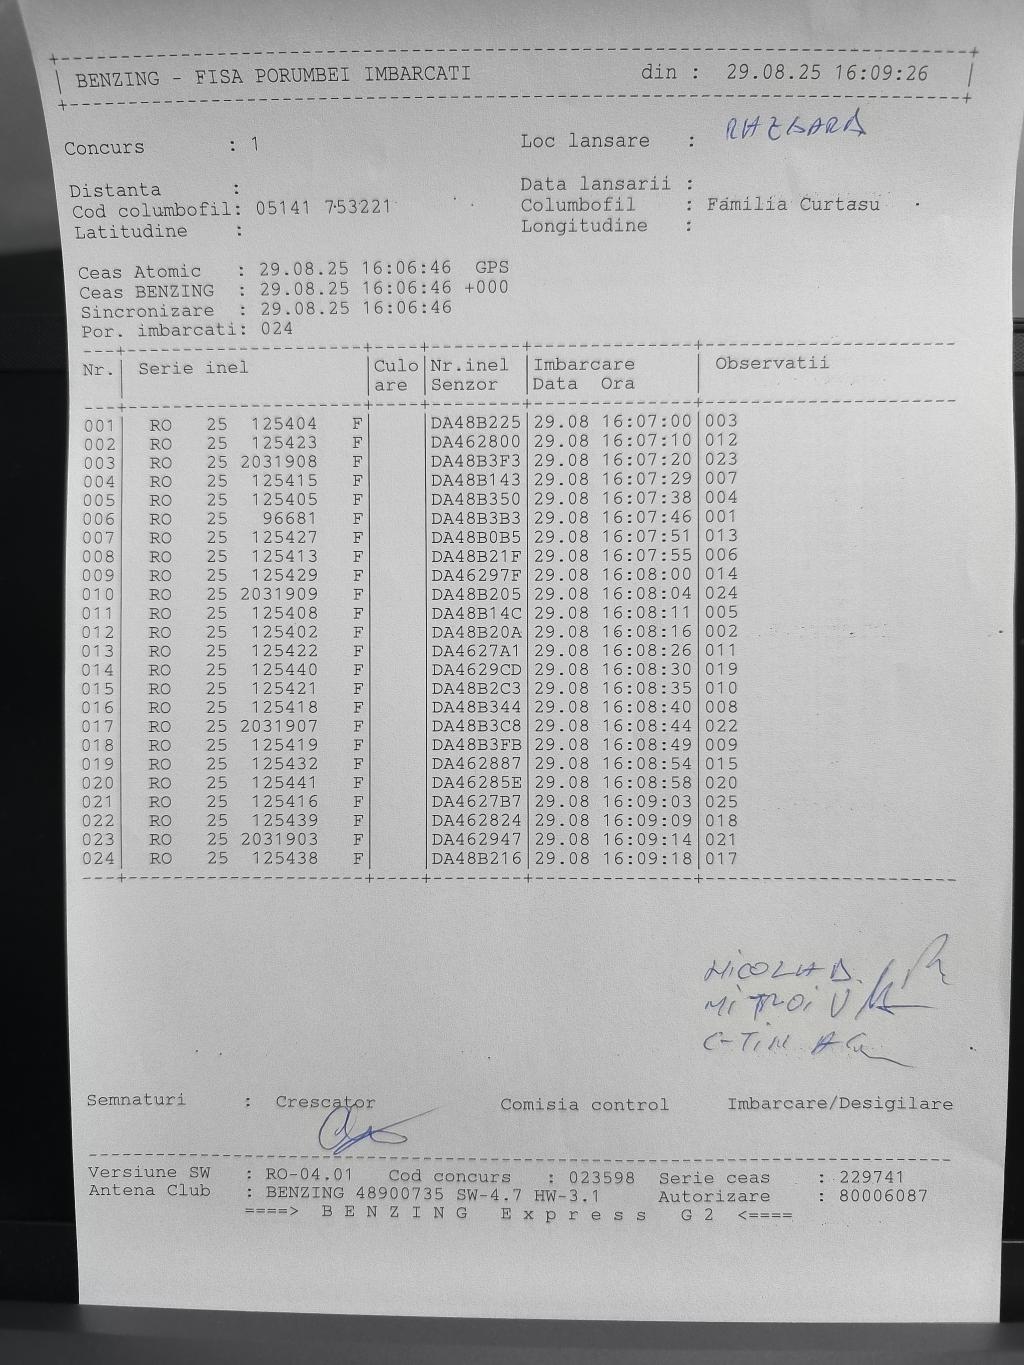 BENZING - FISA PORUMBEI IMBARCATI din : 29.08.25 16:09:26
Concurs : 1 Loc lansare : RAZGARD
Distanta : Data lansarii :
Cod columbofil: 05141 753221 Columbofil : Familia Curtasu
Latitudine : Longitudine :
Ceas Atomic : 29.08.25 16:06:46 GPS
Ceas BENZING : 29.08.25 16:06:46 +000
Sincronizare : 29.08.25 16:06:46
Por. imbarcati: 024
Nr. Serie inel Culo Nr.inel Imbarcare Observatii
are Senzor Data Ora
001 RO 25 125404 F DA48B225 29.08 16:07:00 003
002 RO 25 125423 F DA462800 29.08 16:07:10 012
003 RO 25 2031908 F DA48B3F3 29.08 16:07:20 023
004 RO 25 125415 F DA48B143 29.08 16:07:29 007
005 RO 25 125405 F DA48B350 29.08 16:07:38 004
006 RO 25 96681 F DA48B3B3 29.08 16:07:46 001
007 RO 25 125427 F DA48B0B5 29.08 16:07:51 013
008 RO 25 125413 F DA48B21F 29.08 16:07:55 006
009 RO 25 125429 F DA46297F 29.08 16:08:00 014
010 RO 25 2031909 F DA48B205 29.08 16:08:04 024
011 RO 25 125408 F DA48B14C 29.08 16:08:11 005
012 RO 25 125402 F DA48B20A 29.08 16:08:16 002
013 RO 25 125422 F DA4627A1 29.08 16:08:26 011
014 RO 25 125440 F DA4629CD 29.08 16:08:30 019
015 RO 25 125421 F DA48B2C3 29.08 16:08:35 010
016 RO 25 125418 F DA48B344 29.08 16:08:40 008
017 RO 25 2031907 F DA48B3C8 29.08 16:08:44 022
018 RO 25 125419 F DA48B3FB 29.08 16:08:49 009
019 RO 25 125432 F DA462887 29.08 16:08:54 015
020 RO 25 125441 F DA46285E 29.08 16:08:58 020
021 RO 25 125416 F DA4627B7 29.08 16:09:03 025
022 RO 25 125439 F DA462824 29.08 16:09:09 018
023 RO 25 2031903 F DA462947 29.08 16:09:14 021
024 RO 25 125438 F DA48B216 29.08 16:09:18 017
MITROI V
C-TIN
Semnaturi : Crescator Comisia control Imbarcare/Desigilare
Versiune SW : RO-04.01 Cod concurs : 023598 Serie ceas : 229741
Antena Club : BENZING 48900735 SW-4.7 HW-3.1 Autorizare : 80006087
====> B E N Z I N G E x p r e s s G 2 <====